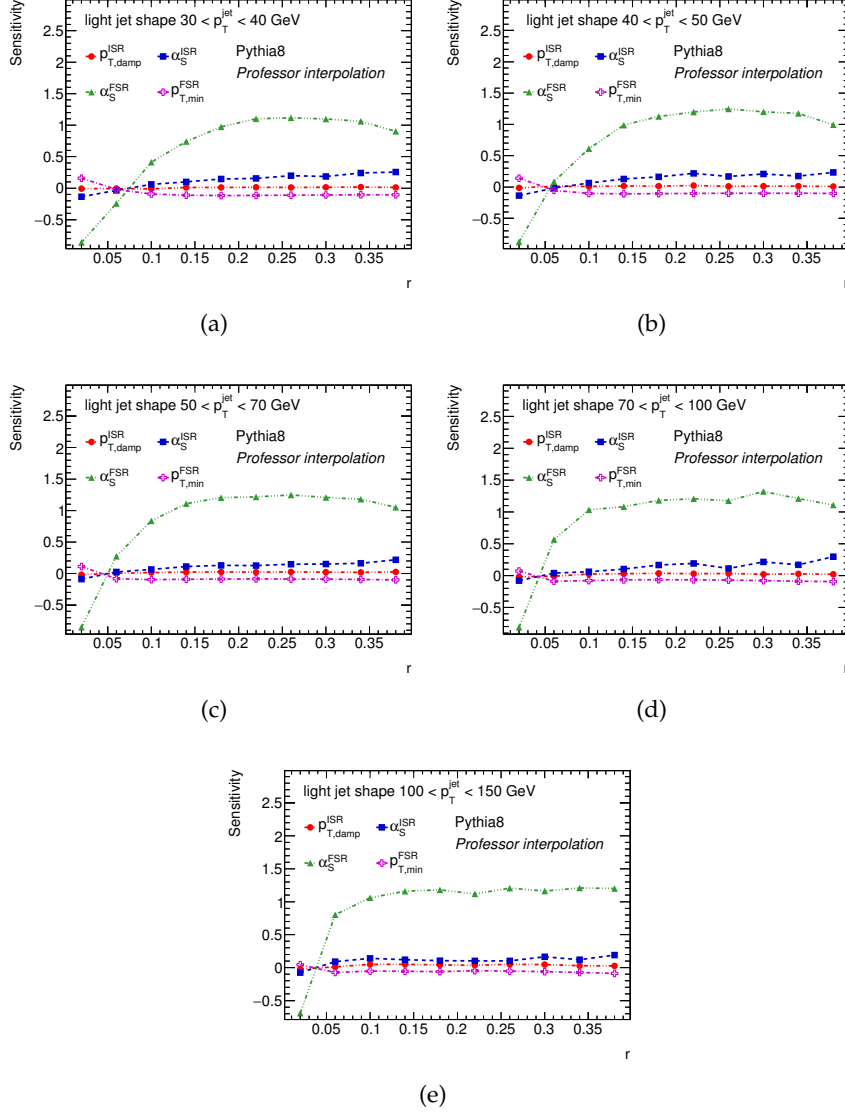 light jet shape 30 < p_T^jet < 40 GeV
p_T,damp^ISR α_S^ISR Pythia8
Professor interpolation
α_S^FSR p_T,min^FSR
Sensitivity
2.5
2
1.5
1
0.5
0
−0.5
0.05 0.1 0.15 0.2 0.25 0.3 0.35
r
(a)
light jet shape 40 < p_T^jet < 50 GeV
p_T,damp^ISR α_S^ISR Pythia8
Professor interpolation
α_S^FSR p_T,min^FSR
Sensitivity
2.5
2
1.5
1
0.5
0
−0.5
0.05 0.1 0.15 0.2 0.25 0.3 0.35
r
(b)
light jet shape 50 < p_T^jet < 70 GeV
p_T,damp^ISR α_S^ISR Pythia8
Professor interpolation
α_S^FSR p_T,min^FSR
Sensitivity
2.5
2
1.5
1
0.5
0
−0.5
0.05 0.1 0.15 0.2 0.25 0.3 0.35
r
(c)
light jet shape 70 < p_T^jet < 100 GeV
p_T,damp^ISR α_S^ISR Pythia8
Professor interpolation
α_S^FSR p_T,min^FSR
Sensitivity
2.5
2
1.5
1
0.5
0
−0.5
0.05 0.1 0.15 0.2 0.25 0.3 0.35
r
(d)
light jet shape 100 < p_T^jet < 150 GeV
p_T,damp^ISR α_S^ISR Pythia8
Professor interpolation
α_S^FSR p_T,min^FSR
Sensitivity
2.5
2
1.5
1
0.5
0
−0.5
0.05 0.1 0.15 0.2 0.25 0.3 0.35
r
(e)